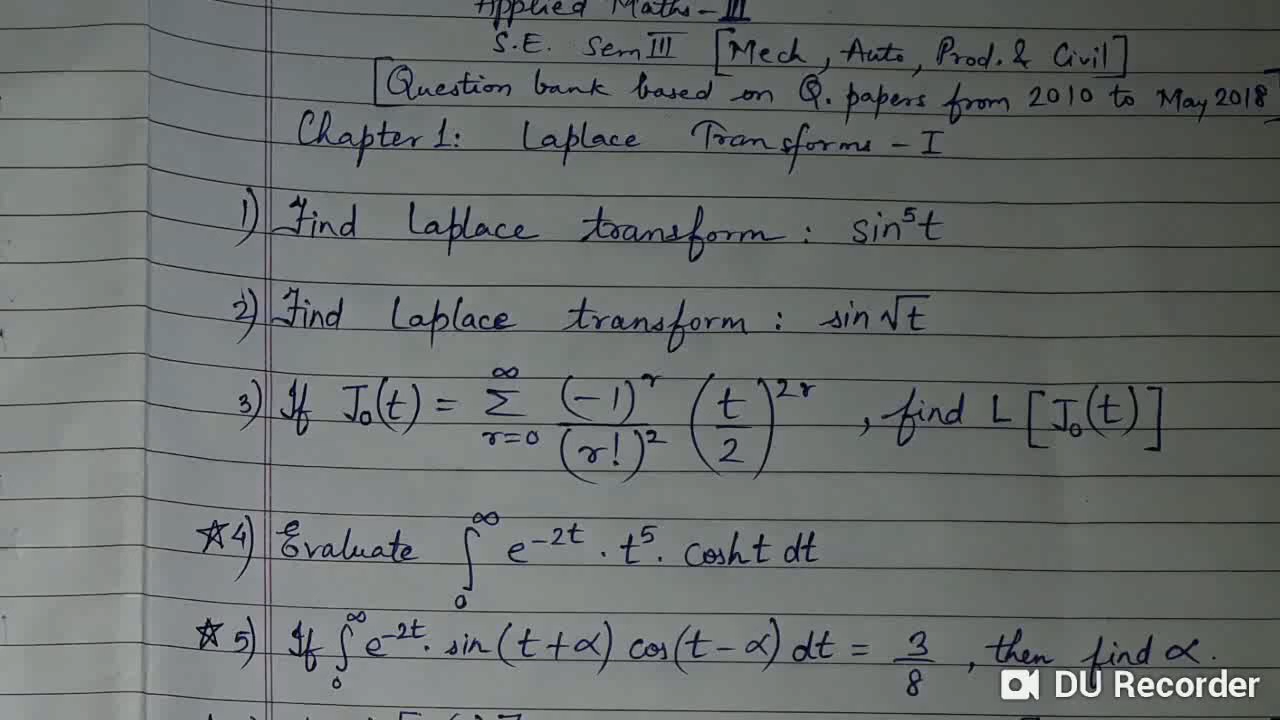 Applied Maths - III
S.E. Sem III [Mech, Auto, Prod. & Civil]
[Question bank based on Q. papers from 2010 to May 2018]
Chapter 1: Laplace Transforms - I
1) Find Laplace transform : sin⁵t
2) Find Laplace transform : sin√t
3) If J₀(t) = Σ_{r=0}^{∞} (-1)^r/(r!)² (t/2)^{2r} , find L[J₀(t)]
☆4) Evaluate ∫₀^∞ e^{-2t} · t⁵ · cosh t dt
☆5) If ∫₀^∞ e^{-2t} · sin(t+α) cos(t-α) dt = 3/8 , then find α.
DU Recorder